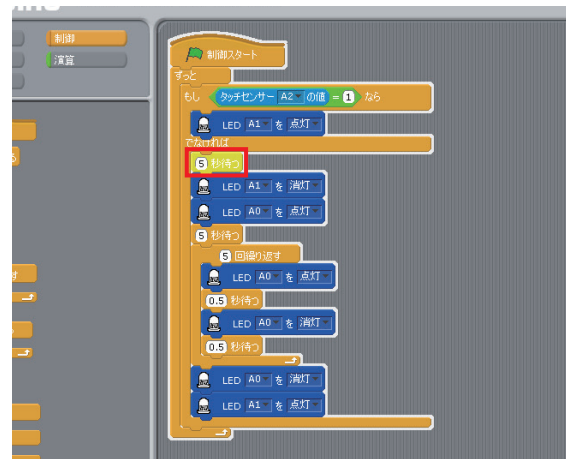 制御
演算
制御スタート
ずっと
もし タッチセンサー A2 の値 = 1 なら
LED A1 を 点灯
でなければ
5 秒待つ
LED A1 を 消灯
LED A0 を 点灯
5 秒待つ
5 回繰り返す
LED A0 を 点灯
0.5 秒待つ
LED A0 を 消灯
0.5 秒待つ
LED A0 を 消灯
LED A1 を 点灯